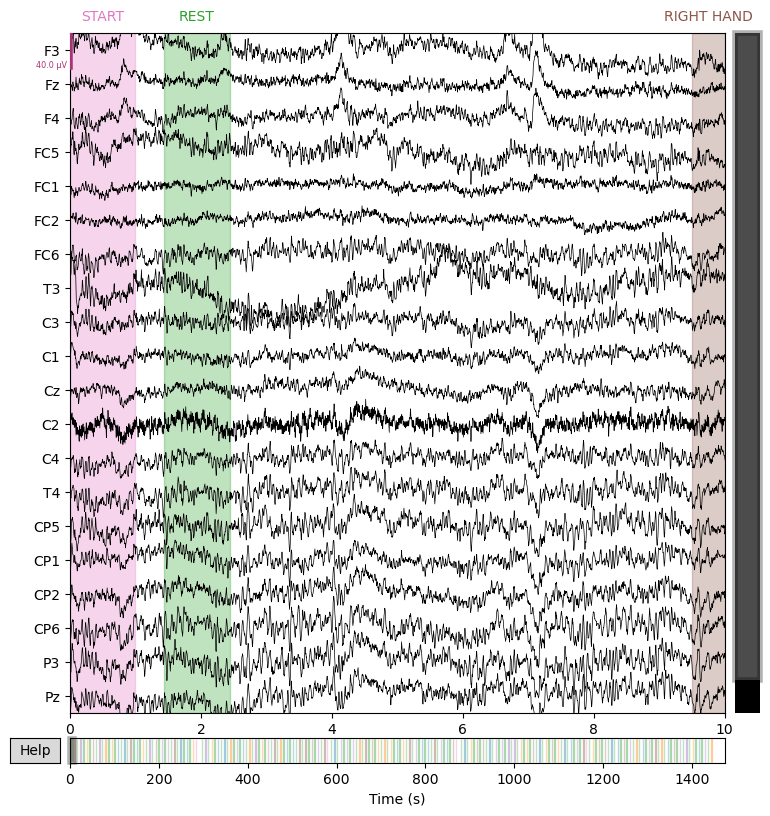 START REST RIGHT HAND
F3
40.0 µV
Fz
F4
FC5
FC1
FC2
FC6
T3
C3
C1
Cz
C2
C4
T4
CP5
CP1
CP2
CP6
P3
Pz
0 2 4 6 8 10
Help
0 200 400 600 800 1000 1200 1400
Time (s)